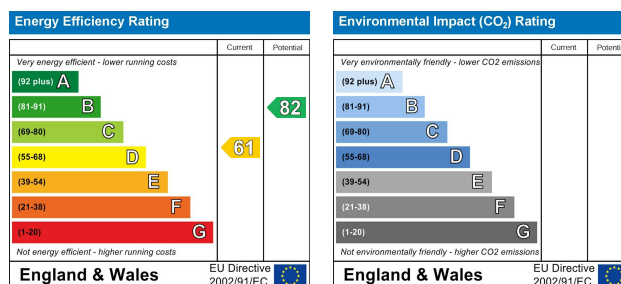 Energy Efficiency Rating
Current Potential
Very energy efficient - lower running costs
(92 plus) A
(81-91) B
82
(69-80) C
(55-68) D
61
(39-54) E
(21-38) F
(1-20) G
Not energy efficient - higher running costs
England & Wales
EU Directive
2002/91/EC
Environmental Impact (CO2) Rating
Current Potenti
Very environmentally friendly - lower CO2 emissions
(92 plus) A
(81-91) B
(69-80) C
(55-68) D
(39-54) E
(21-38) F
(1-20) G
Not environmentally friendly - higher CO2 emissions
England & Wales
EU Directive
2002/91/EC